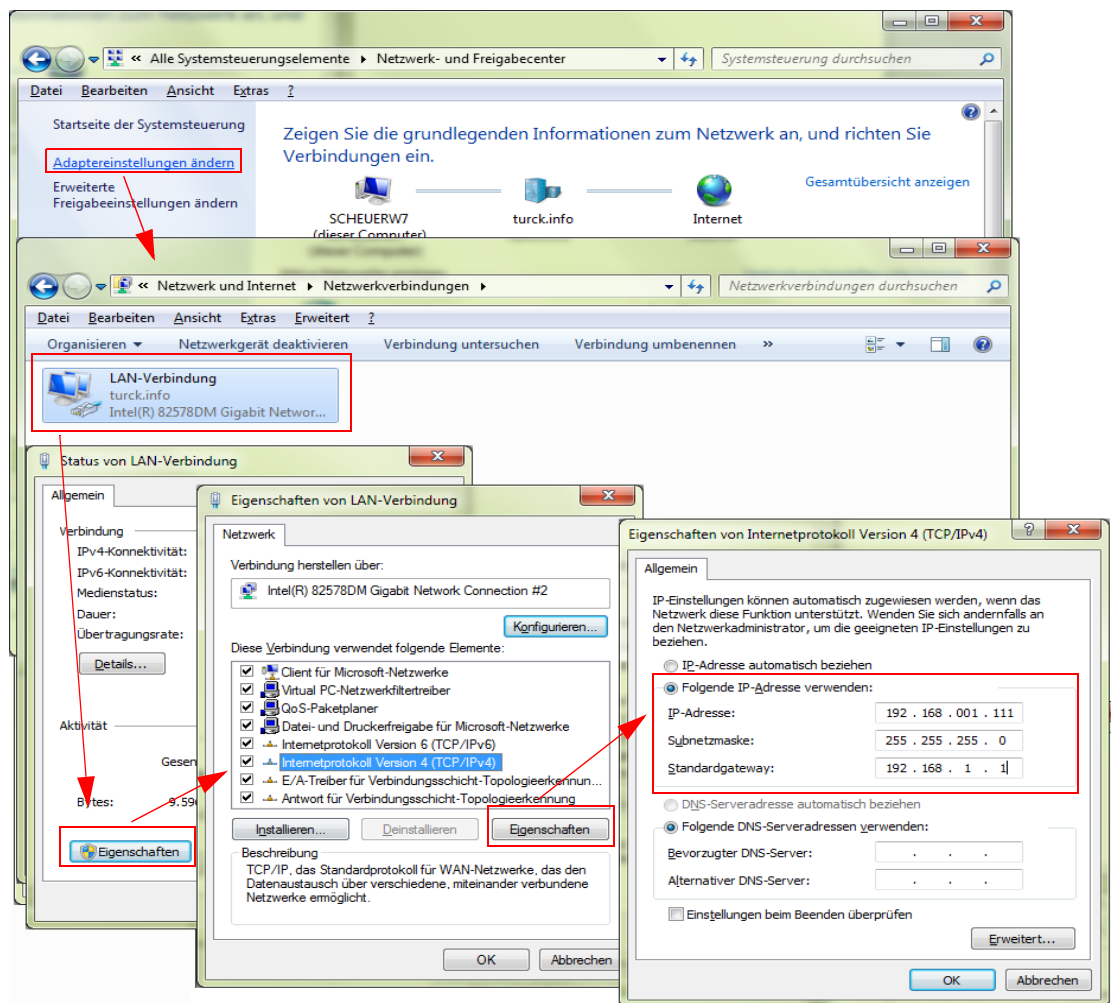 Alle Systemsteuerungselemente
Netzwerk- und Freigabecenter
Systemsteuerung durchsuchen
Datei Bearbeiten Ansicht Extras ?
Startseite der Systemsteuerung
Adaptereinstellungen ändern
Erweiterte
Freigabeeinstellungen ändern
Zeigen Sie die grundlegenden Informationen zum Netzwerk an, und richten Sie
Verbindungen ein.
Gesamtübersicht anzeigen
SCHEUERW7
(dieser Computer)
turck.info
Internet
Netzwerk und Internet
Netzwerkverbindungen
Netzwerkverbindungen durchsuchen
Datei Bearbeiten Ansicht Extras Erweitert ?
Organisieren Netzwerkgerät deaktivieren Verbindung untersuchen Verbindung umbenennen »
LAN-Verbindung
turck.info
Intel(R) 82578DM Gigabit Networ...
Status von LAN-Verbindung
Allgemein
Verbindung
IPv4-Konnektivität:
IPv6-Konnektivität:
Medienstatus:
Dauer:
Übertragungsrate:
Details...
Aktivität
Gesen
Bytes: 9.59
Eigenschaften
Eigenschaften von LAN-Verbindung
Netzwerk
Verbindung herstellen über:
Intel(R) 82578DM Gigabit Network Connection #2
Konfigurieren...
Diese Verbindung verwendet folgende Elemente:
Client für Microsoft-Netzwerke
Virtual PC-Netzwerkfiltertreiber
QoS-Paketplaner
Datei- und Druckerfreigabe für Microsoft-Netzwerke
Internetprotokoll Version 6 (TCP/IPv6)
Internetprotokoll Version 4 (TCP/IPv4)
E/A-Treiber für Verbindungsschicht-Topologieerkennun...
Antwort für Verbindungsschicht-Topologieerkennung
Installieren... Deinstallieren Eigenschaften
Beschreibung
TCP/IP, das Standardprotokoll für WAN-Netzwerke, das den
Datenaustausch über verschiedene, miteinander verbundene
Netzwerke ermöglicht.
OK Abbrechen
Eigenschaften von Internetprotokoll Version 4 (TCP/IPv4)
Allgemein
IP-Einstellungen können automatisch zugewiesen werden, wenn das
Netzwerk diese Funktion unterstützt. Wenden Sie sich andernfalls an
den Netzwerkadministrator, um die geeigneten IP-Einstellungen zu
beziehen.
IP-Adresse automatisch beziehen
Folgende IP-Adresse verwenden:
IP-Adresse: 192 . 168 . 001 . 111
Subnetzmaske: 255 . 255 . 255 . 0
Standardgateway: 192 . 168 . 1 . 1
DNS-Serveradresse automatisch beziehen
Folgende DNS-Serveradressen verwenden:
Bevorzugter DNS-Server: . . .
Alternativer DNS-Server: . . .
Einstellungen beim Beenden überprüfen
Erweitert...
OK Abbrechen